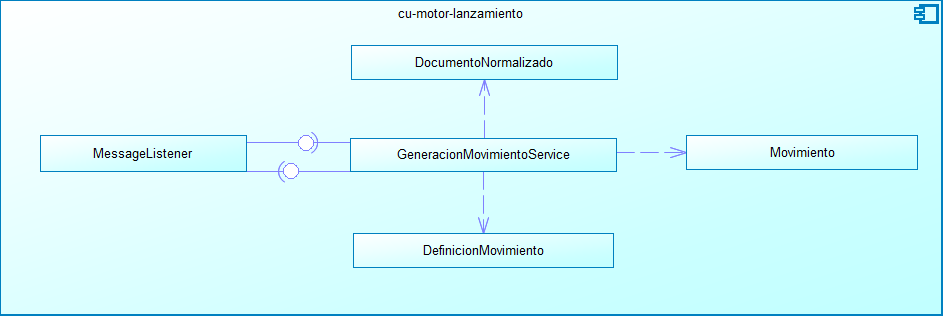 cu-motor-lanzamiento
DocumentoNormalizado
MessageListener
GeneracionMovimientoService
Movimiento
DefinicionMovimiento